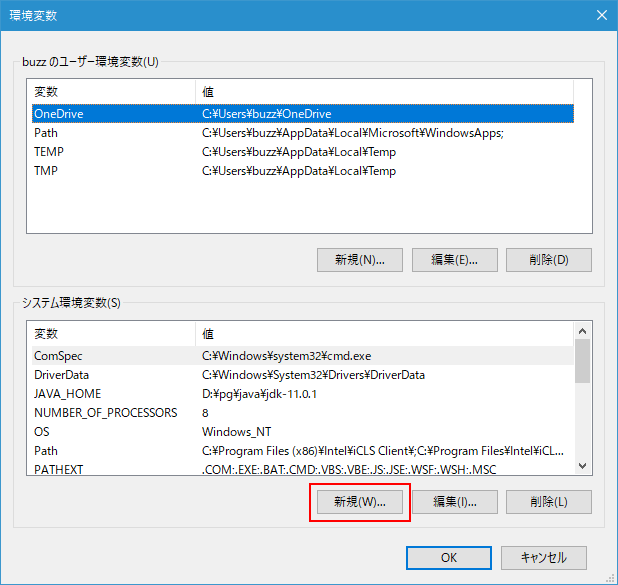 環境変数
buzz のユーザー環境変数(U)
変数 値
OneDrive C:¥Users¥buzz¥OneDrive
Path C:¥Users¥buzz¥AppData¥Local¥Microsoft¥WindowsApps;
TEMP C:¥Users¥buzz¥AppData¥Local¥Temp
TMP C:¥Users¥buzz¥AppData¥Local¥Temp
新規(N)... 編集(E)... 削除(D)
システム環境変数(S)
変数 値
ComSpec C:¥Windows¥system32¥cmd.exe
DriverData C:¥Windows¥System32¥Drivers¥DriverData
JAVA_HOME D:¥pg¥java¥jdk-11.0.1
NUMBER_OF_PROCESSORS 8
OS Windows_NT
Path C:¥Program Files (x86)¥Intel¥iCLS Client¥;C:¥Program Files¥Intel¥iCL...
PATHEXT .COM;.EXE;.BAT;.CMD;.VBS;.VBE;.JS;.JSE;.WSF;.WSH;.MSC
新規(W)... 編集(I)... 削除(L)
OK キャンセル